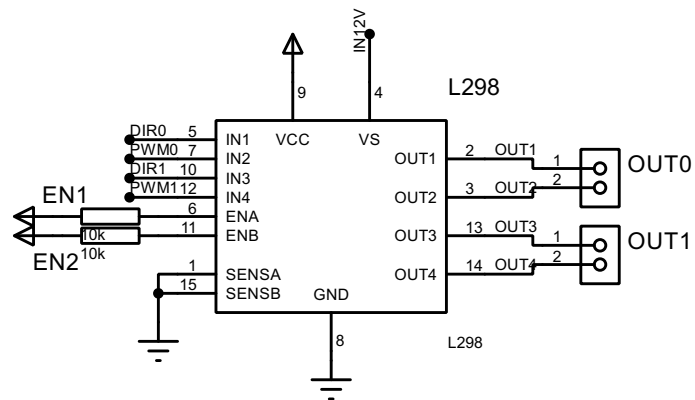 IN12V
9
4
L298
DIR0 5 IN1 VCC VS
PWM0 7 IN2 OUT1 2 OUT1 1 OUT0
DIR1 10 IN3 2
PWM1 12 IN4 OUT2 3 OUT2
EN1 6 ENA
10k 11 ENB OUT3 13 OUT3 1 OUT1
EN2 10k 2
1 SENSA OUT4 14 OUT4
15 SENSB GND
8
L298